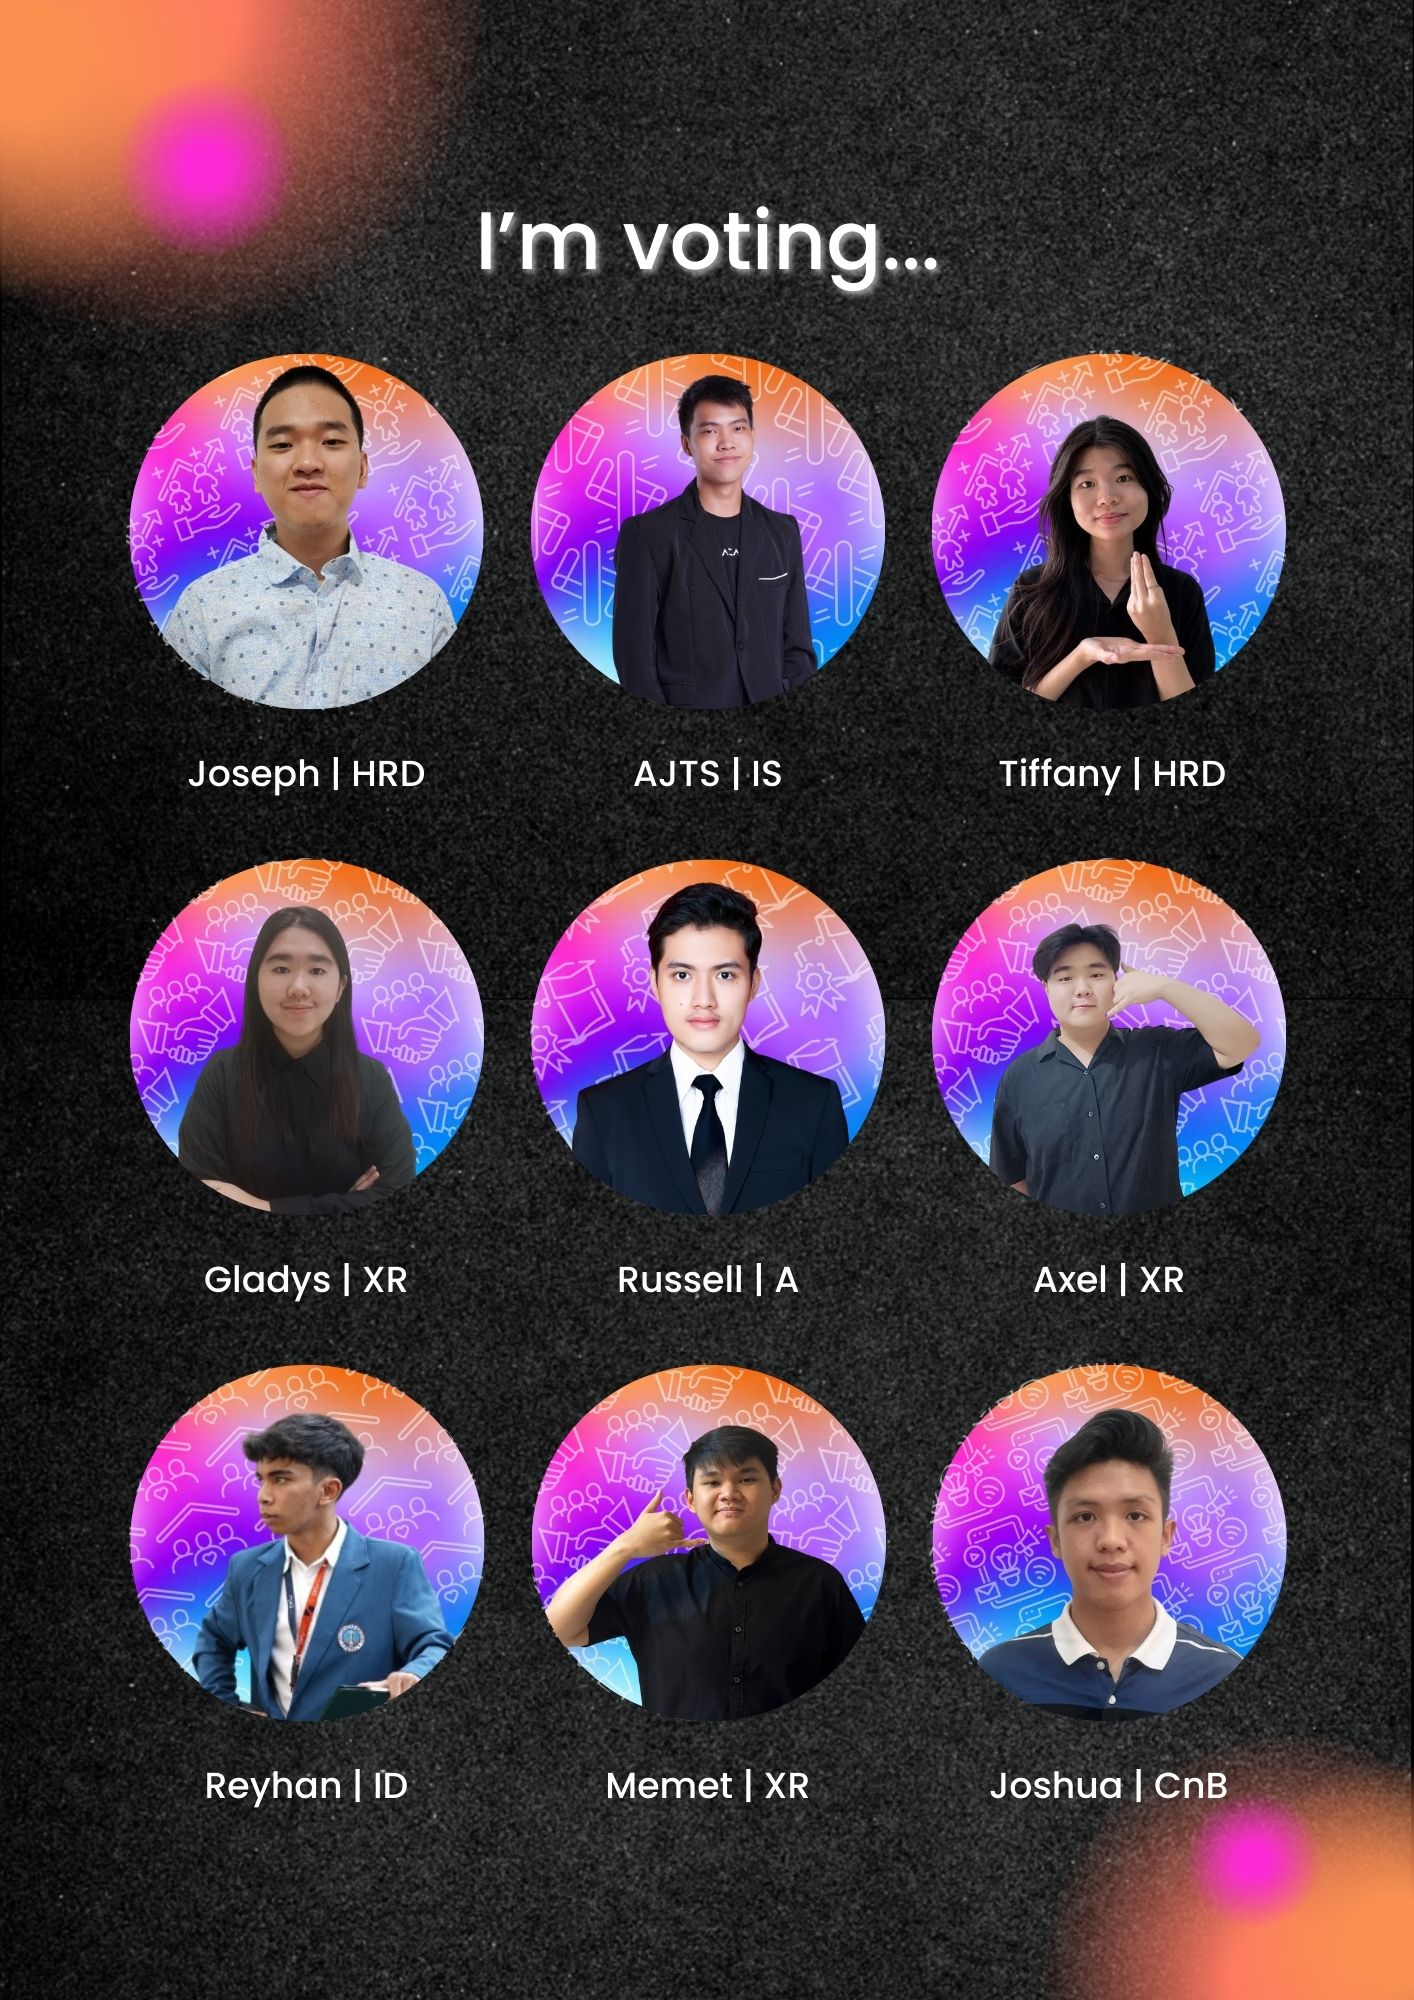 I’m voting...
Joseph | HRD
AJTS | IS
Tiffany | HRD
Gladys | XR
Russell | A
Axel | XR
Reyhan | ID
Memet | XR
Joshua | CnB